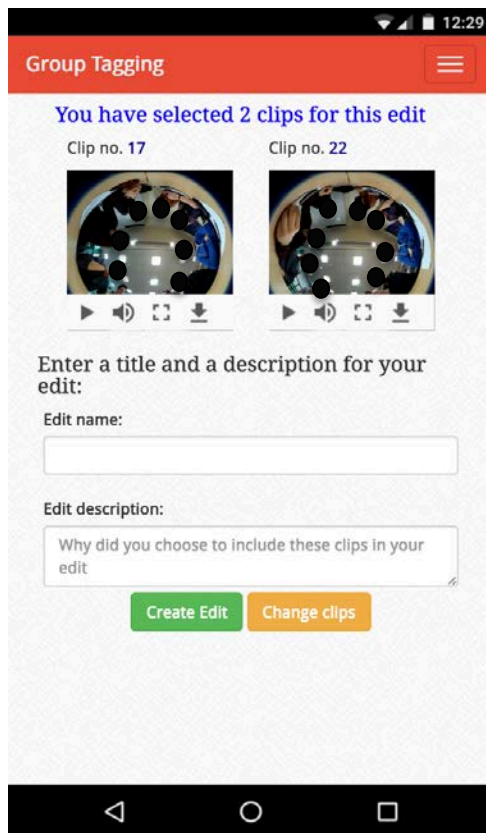 12:29
Group Tagging
You have selected 2 clips for this edit
Clip no. 17 Clip no. 22
Enter a title and a description for your
edit:
Edit name:
Edit description:
Why did you choose to include these clips in your
edit
Create Edit Change clips